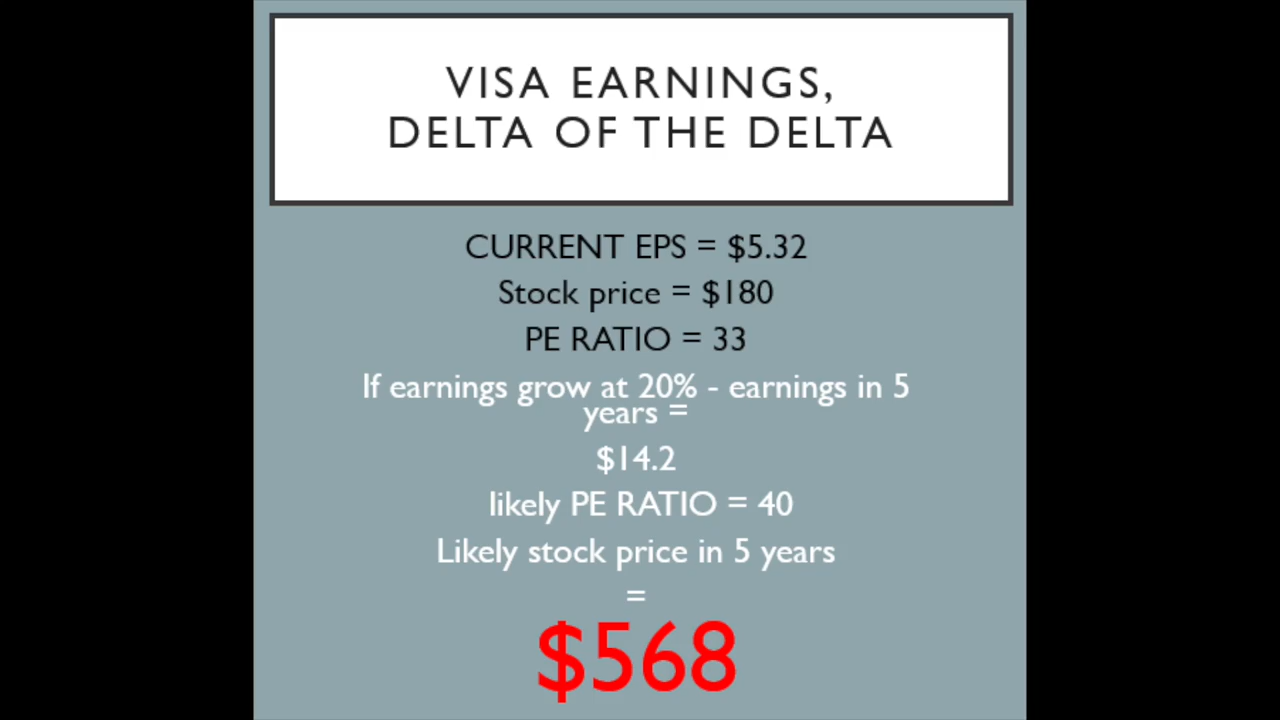 VISA EARNINGS,
DELTA OF THE DELTA
CURRENT EPS = $5.32
Stock price = $180
PE RATIO = 33
If earnings grow at 20% - earnings in 5
years =
$14.2
likely PE RATIO = 40
Likely stock price in 5 years
=
$568